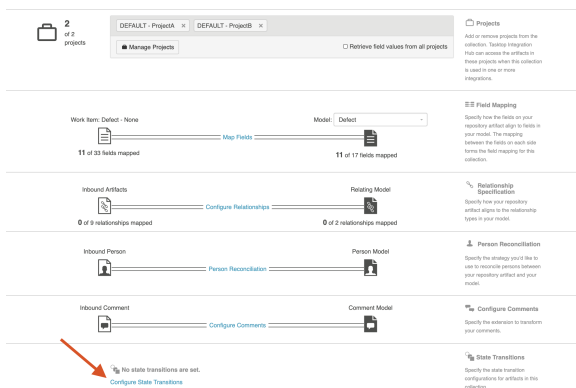 2
of 2
projects
DEFAULT - ProjectA ×
DEFAULT - ProjectB ×
Manage Projects
Retrieve field values from all projects
Projects
Add or remove projects from the
collection. Tasktop Integration
Hub can access the artifacts in
these projects when this collection
is used in one or more
integrations.
Work Item: Defect - None
Model: Defect
Map Fields
11 of 33 fields mapped
11 of 17 fields mapped
Field Mapping
Specify how the fields on your
repository artifact align to fields in
your model. The mapping
between the fields on each side
forms the field mapping for this
collection.
Inbound Artifacts
Relating Model
Configure Relationships
0 of 9 relationships mapped
0 of 2 relationships mapped
Relationship
Specification
Specify how your repository
artifact aligns to the relationship
types in your model.
Inbound Person
Person Model
Person Reconciliation
Person Reconciliation
Specify the strategy you'd like to
use to reconcile persons between
your repository artifact and your
model.
Inbound Comment
Comment Model
Configure Comments
Configure Comments
Specify the extension to transform
your comments.
No state transitions are set.
Configure State Transitions
State Transitions
Specify the state transition
configurations for artifacts in this
collection.